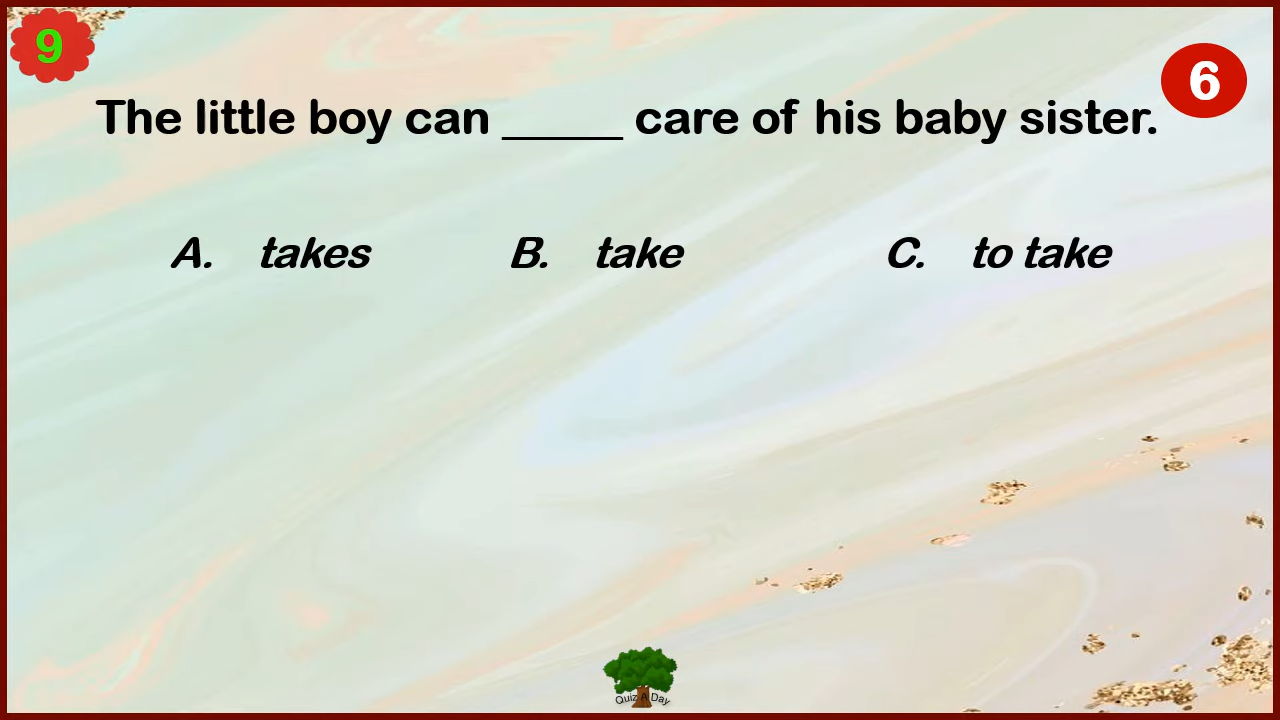 9
6
The little boy can _____ care of his baby sister.
A. takes B. take C. to take
Quiz A Day